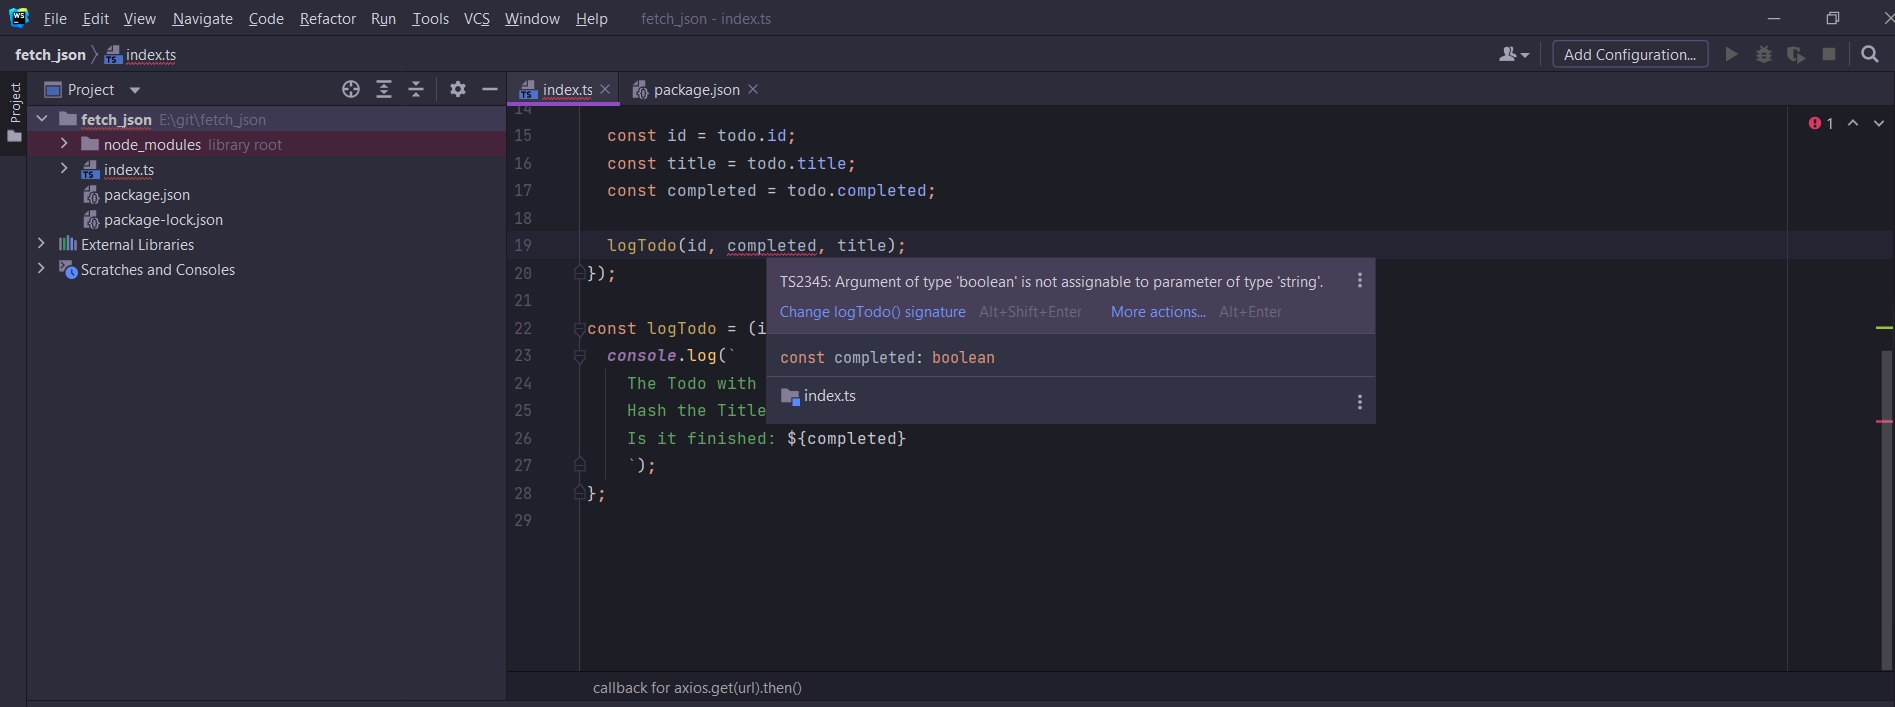 File Edit View Navigate Code Refactor Run Tools VCS Window Help fetch_json - index.ts
fetch_json index.ts
Add Configuration...
Project
Project
fetch_json E:\git\fetch_json
node_modules library root
index.ts
package.json
package-lock.json
External Libraries
Scratches and Consoles
index.ts
package.json
1
14
15 const id = todo.id;
16 const title = todo.title;
17 const completed = todo.completed;
18
19 logTodo(id, completed, title);
20 });
21
22 const logTodo = (i
23 console.log(`
24 The Todo with
25 Hash the Title
26 Is it finished: ${completed}
27 `);
28 };
29
TS2345: Argument of type 'boolean' is not assignable to parameter of type 'string'.
Change logTodo() signature Alt+Shift+Enter More actions... Alt+Enter
const completed: boolean
index.ts
callback for axios.get(url).then()